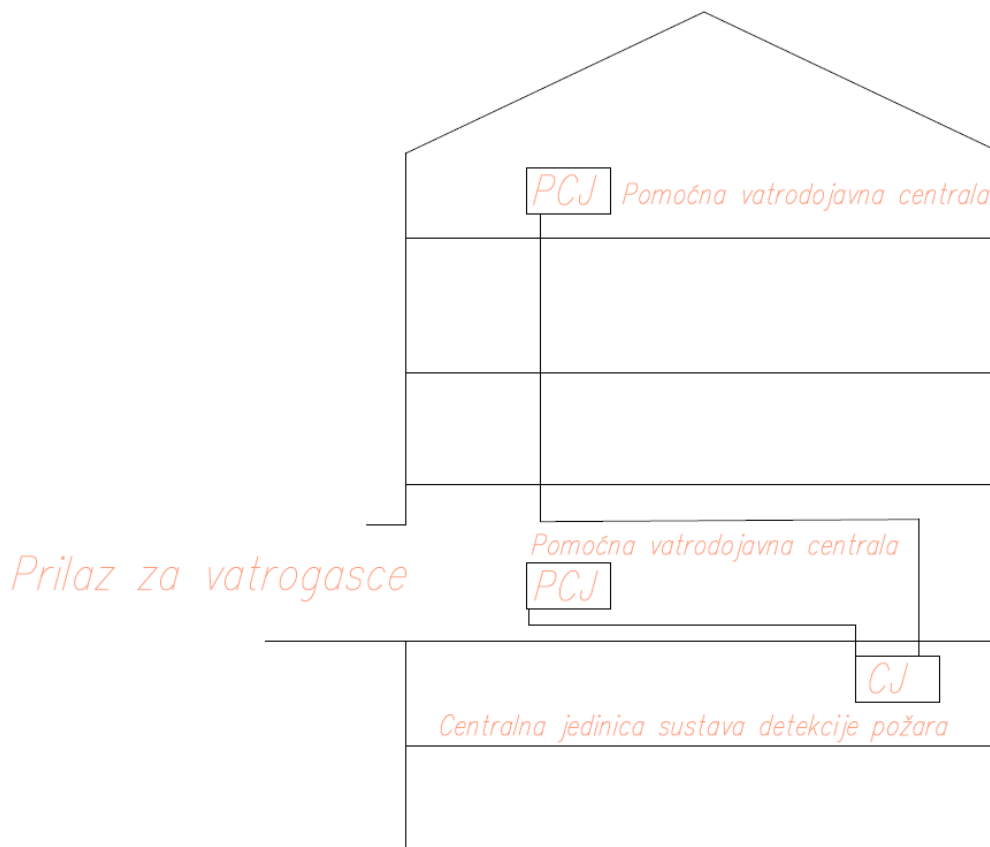 PCJ Pomoćna vatrodojavna centrala
Pomoćna vatrodojavna centrala
Prilaz za vatrogasce
PCJ
CJ
Centralna jedinica sustava detekcije požara